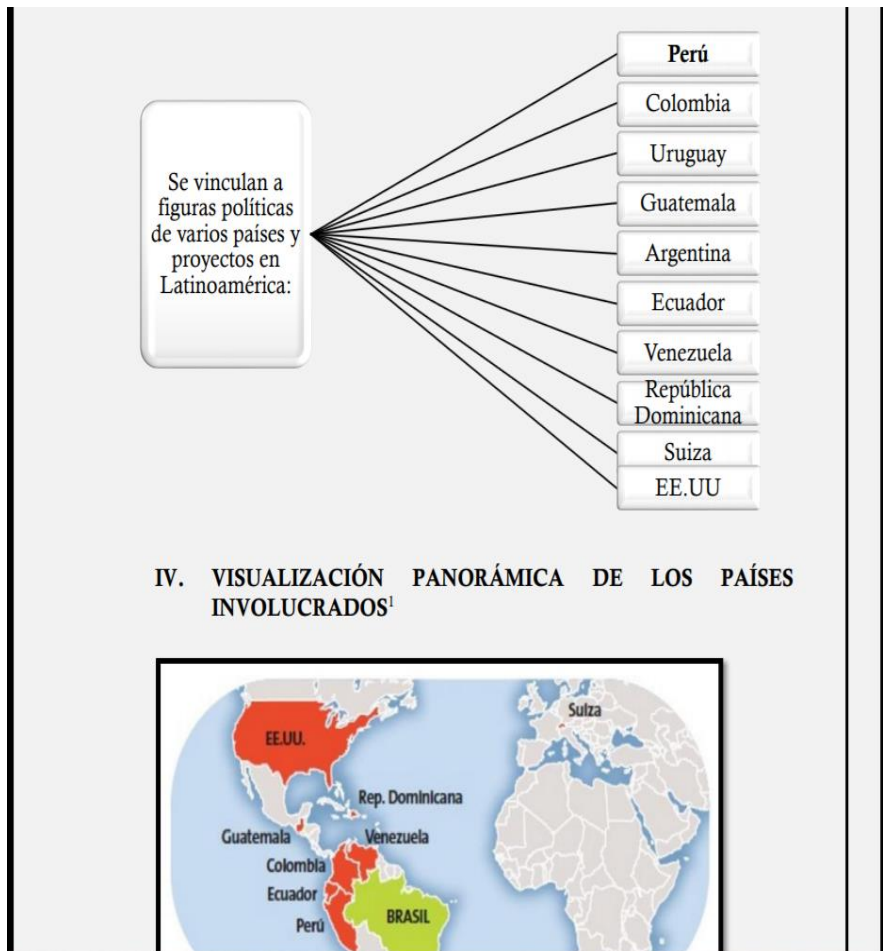 Se vinculan a
figuras políticas
de varios países y
proyectos en
Latinoamérica:
Perú
Colombia
Uruguay
Guatemala
Argentina
Ecuador
Venezuela
República
Dominicana
Suiza
EE.UU
IV. VISUALIZACIÓN PANORÁMICA DE LOS PAÍSES
INVOLUCRADOS¹
Suiza
EE.UU.
Rep. Dominicana
Guatemala
Venezuela
Colombia
Ecuador
BRASIL
Perú